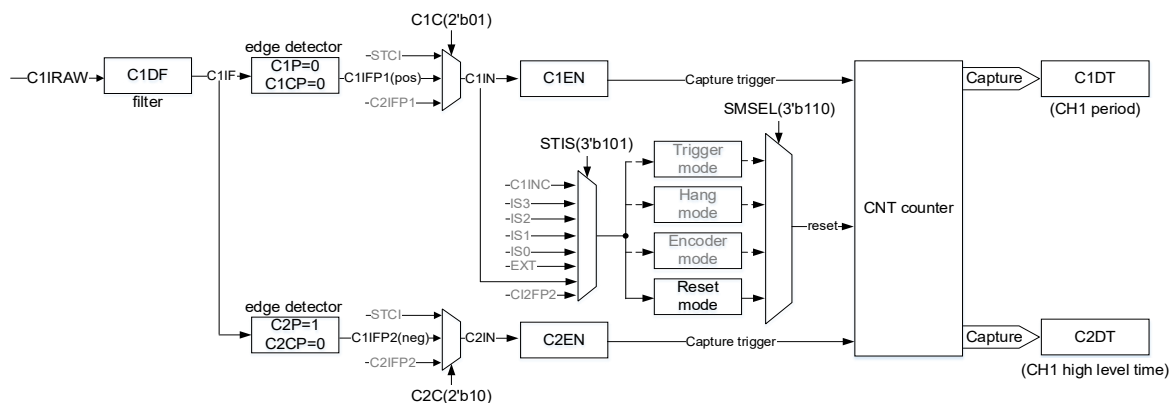 C1C(2'b01)
edge detector
C1P=0
C1CP=0
STCI
C1IRAW
C1DF
C1IF
C1IFP1(pos)
C1IN
C1EN
Capture trigger
Capture
C1DT
filter
C2IFP1
(CH1 period)
SMSEL(3'b110)
STIS(3'b101)
Trigger
mode
C1INC
IS3
Hang
mode
IS2
CNT counter
IS1
reset
IS0
Encoder
mode
EXT
Reset
mode
CI2FP2
edge detector
STCI
C2P=1
C2CP=0
C1IFP2(neg)
C2IN
C2EN
Capture trigger
Capture
C2DT
C2IFP2
(CH1 high level time)
C2C(2'b10)